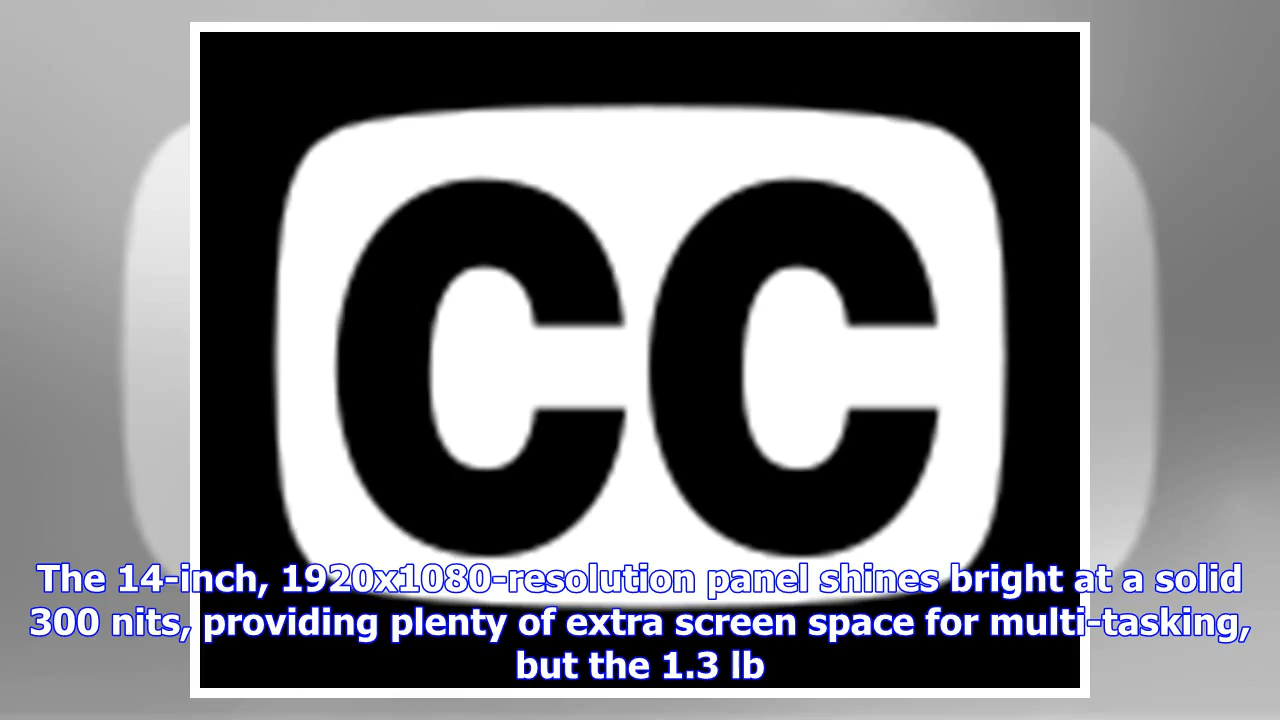 CC
The 14-inch, 1920x1080-resolution panel shines bright at a solid
300 nits, providing plenty of extra screen space for multi-tasking,
but the 1.3 lb